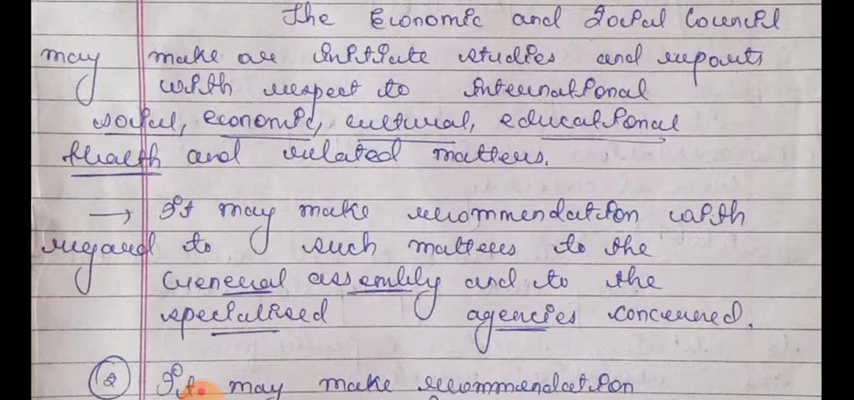 The Economic and Social Council
may make are initiate studies and reports
with respect to international
social, economic, cultural, educational
Health and related matters.
→ It may make recommendation with
regard to such matters to the
General assembly and to the
specialised agencies concerned.
② It may make recommendation